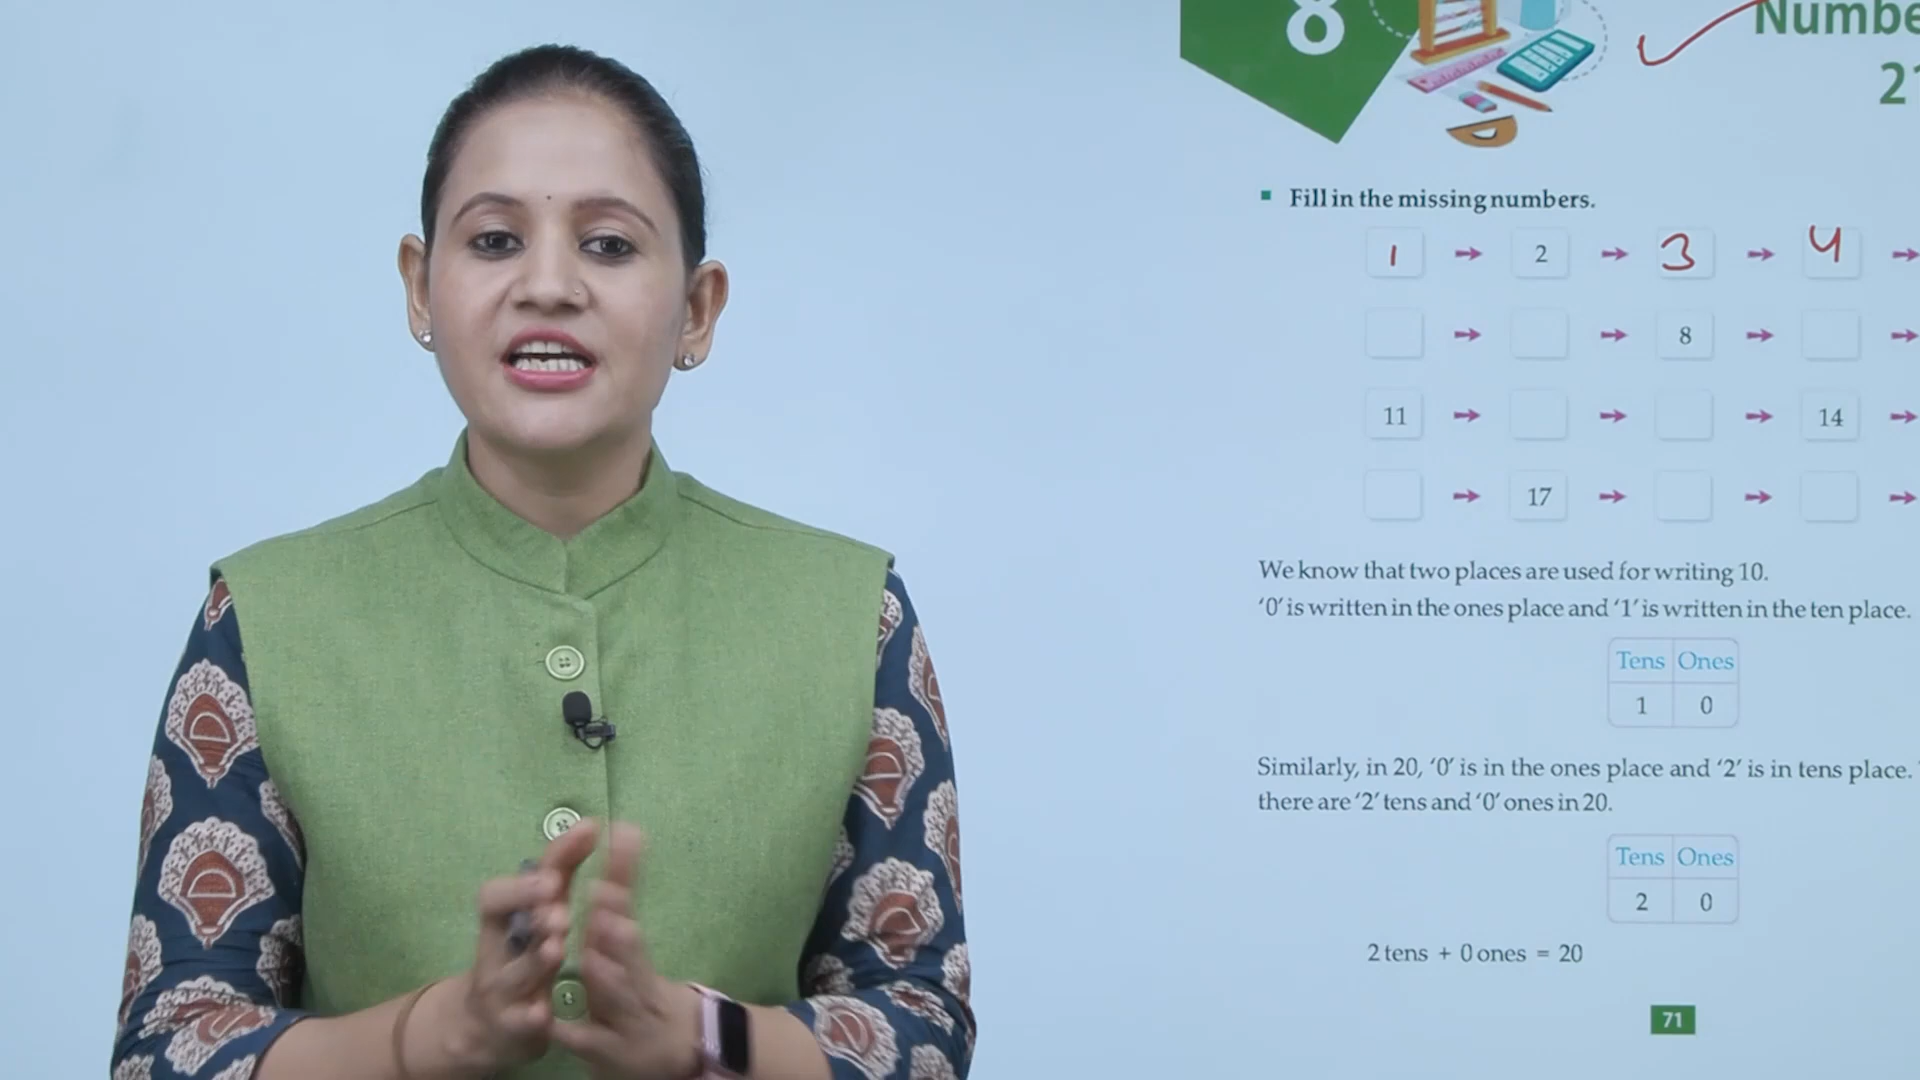 8
Numbe
21
Fill in the missing numbers.
1 → 2 → 3 → 4 →
→ → 8 → →
11 → → → 14 →
→ 17 → → →
We know that two places are used for writing 10.
‘0’ is written in the ones place and ‘1’ is written in the ten place.
Tens Ones
1 0
Similarly, in 20, ‘0’ is in the ones place and ‘2’ is in tens place.
there are ‘2’ tens and ‘0’ ones in 20.
Tens Ones
2 0
2 tens + 0 ones = 20
71